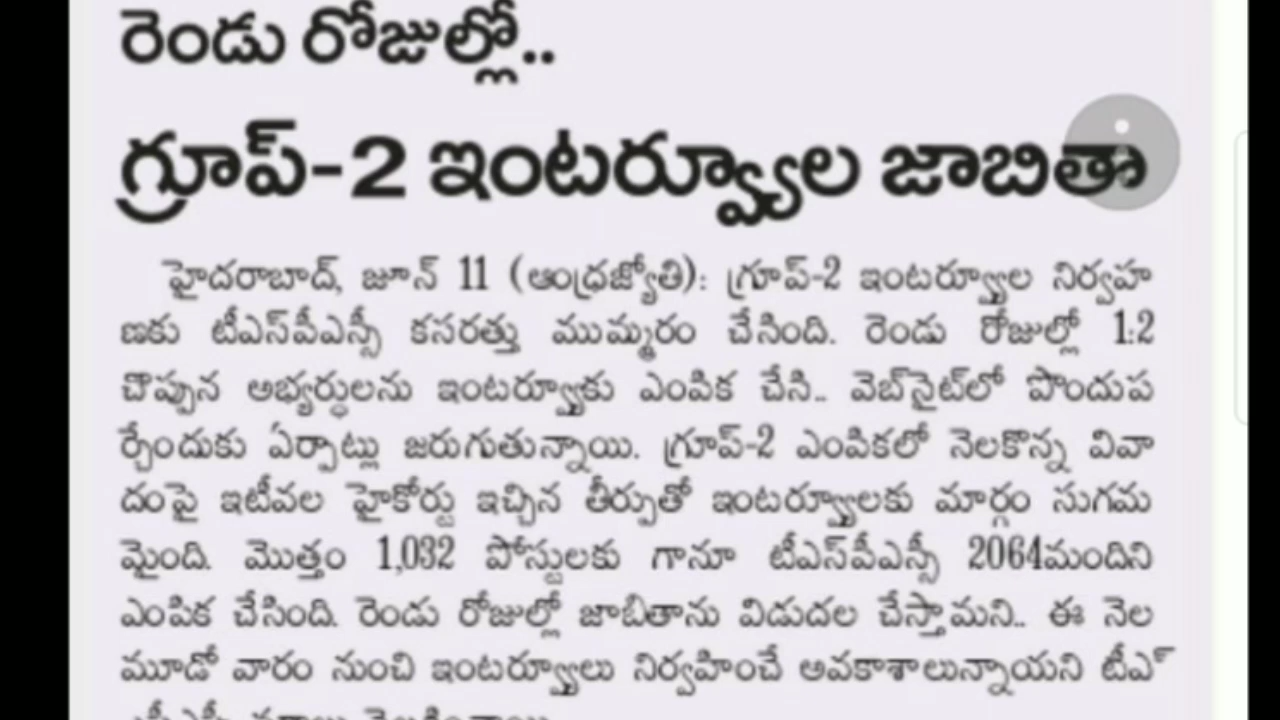 రెండు రోజుల్లో..
గ్రూప్-2 ఇంటర్వ్యూల జాబితా
హైదరాబాద్, జూన్ 11 (ఆంధ్రజ్యోతి): గ్రూప్-2 ఇంటర్వ్యూల నిర్వహ
ణకు టీఎస్‌పీఎస్సీ కసరత్తు ముమ్మరం చేసింది. రెండు రోజుల్లో 1:2
చొప్పున అభ్యర్థులను ఇంటర్వ్యూకు ఎంపిక చేసి.. వెబ్‌సైట్‌లో పొందుప
ర్చేందుకు ఏర్పాట్లు జరుగుతున్నాయి. గ్రూప్-2 ఎంపికలో నెలకొన్న వివా
దంపై ఇటీవల హైకోర్టు ఇచ్చిన తీర్పుతో ఇంటర్వ్యూలకు మార్గం సుగమ
మైంది. మొత్తం 1,032 పోస్టులకు గానూ టీఎస్‌పీఎస్సీ 2064మందిని
ఎంపిక చేసింది. రెండు రోజుల్లో జాబితాను విడుదల చేస్తామని.. ఈ నెల
మూడో వారం నుంచి ఇంటర్వ్యూలు నిర్వహించే అవకాశాలున్నాయని టీఎ